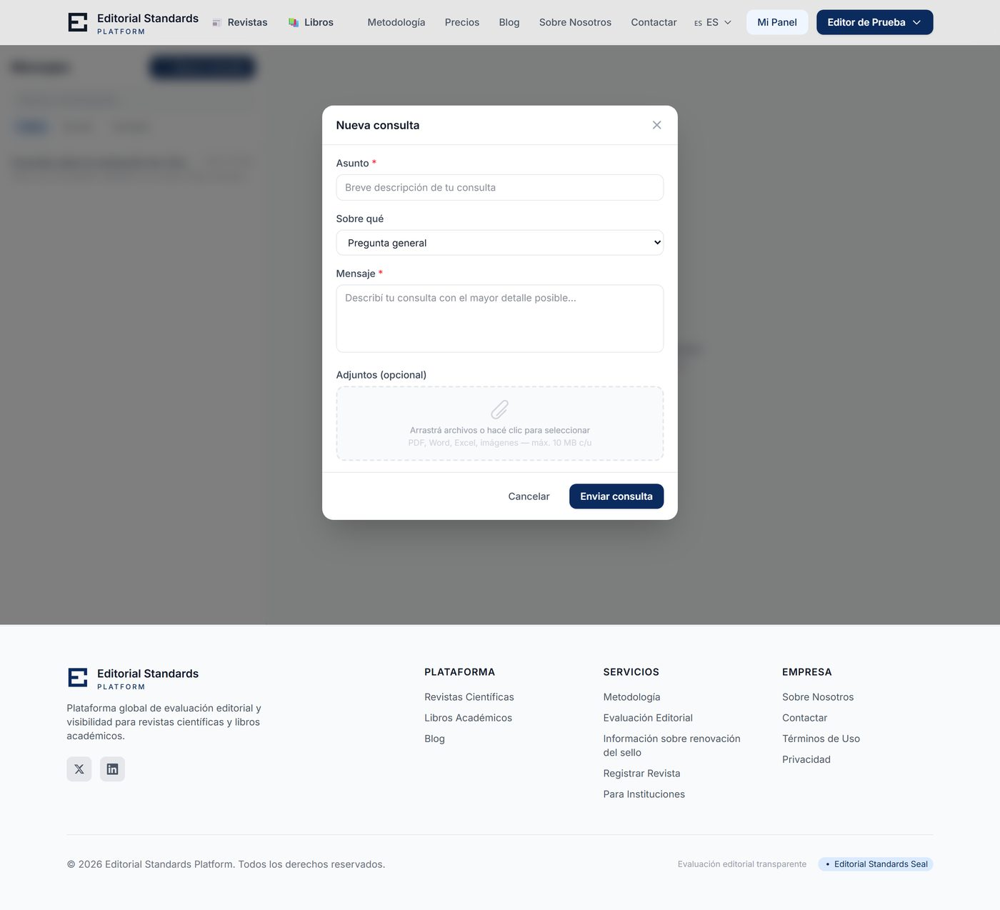 Editorial Standards
PLATFORM
Revistas
Libros
Metodología
Precios
Blog
Sobre Nosotros
Contactar
ES ES
Mi Panel
Editor de Prueba
Nueva consulta
Asunto *
Breve descripción de tu consulta
Sobre qué
Pregunta general
Mensaje *
Describí tu consulta con el mayor detalle posible...
Adjuntos (opcional)
Arrastrá archivos o hacé clic para seleccionar
PDF, Word, Excel, imágenes — máx. 10 MB c/u
Cancelar
Enviar consulta
Editorial Standards
PLATFORM
Plataforma global de evaluación editorial y
visibilidad para revistas científicas y libros
académicos.
PLATAFORMA
Revistas Científicas
Libros Académicos
Blog
SERVICIOS
Metodología
Evaluación Editorial
Información sobre renovación
del sello
Registrar Revista
Para Instituciones
EMPRESA
Sobre Nosotros
Contactar
Términos de Uso
Privacidad
© 2026 Editorial Standards Platform. Todos los derechos reservados.
Evaluación editorial transparente
• Editorial Standards Seal